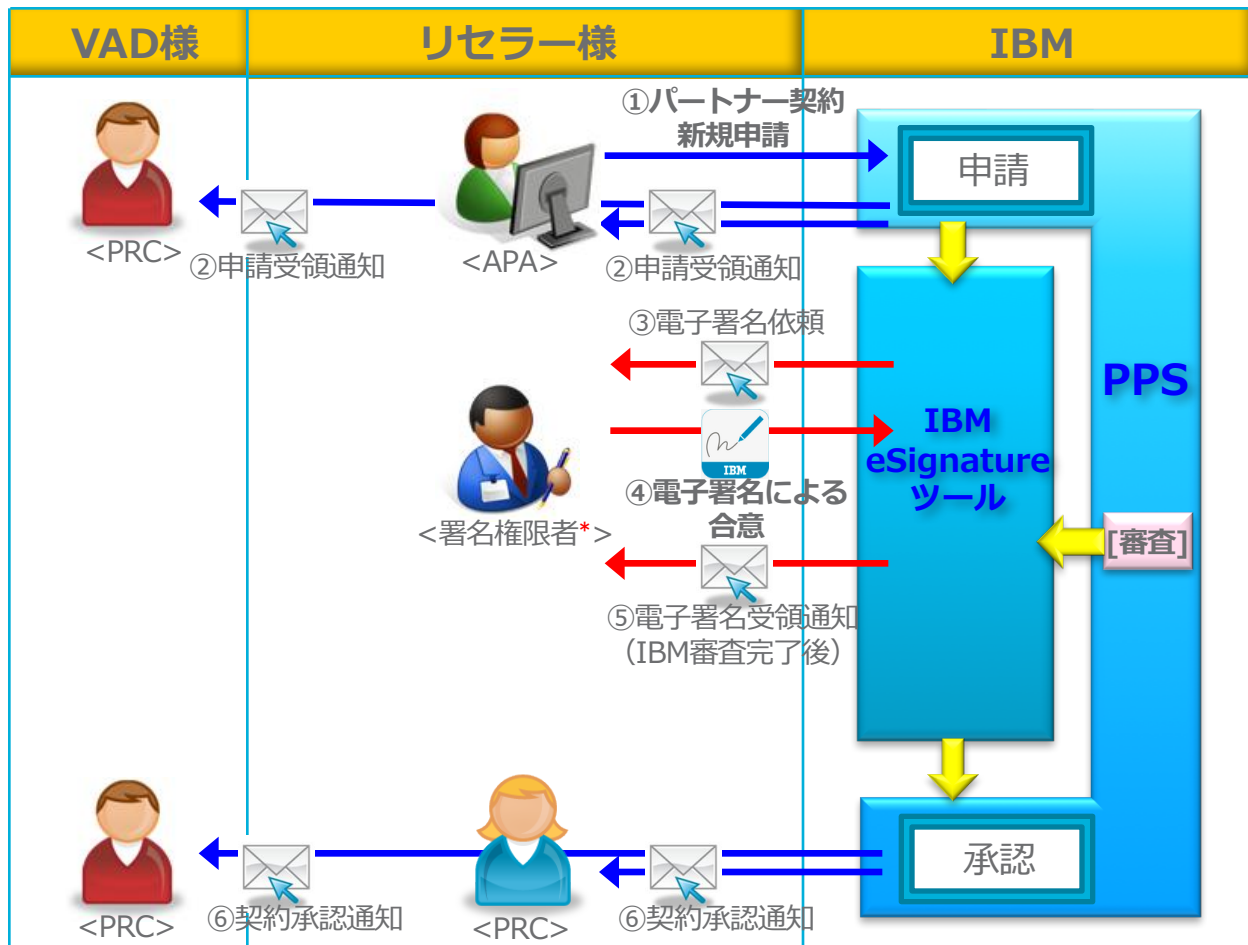 VAD様
リセラー様
IBM
①パートナー契約
新規申請
申請
<PRC>
②申請受領通知
<APA>
②申請受領通知
③電子署名依頼
PPS
IBM
eSignature
ツール
IBM
④電子署名による
合意
<署名権限者*>
[審査]
⑤電子署名受領通知
（IBM審査完了後）
承認
<PRC>
⑥契約承認通知
<PRC>
⑥契約承認通知